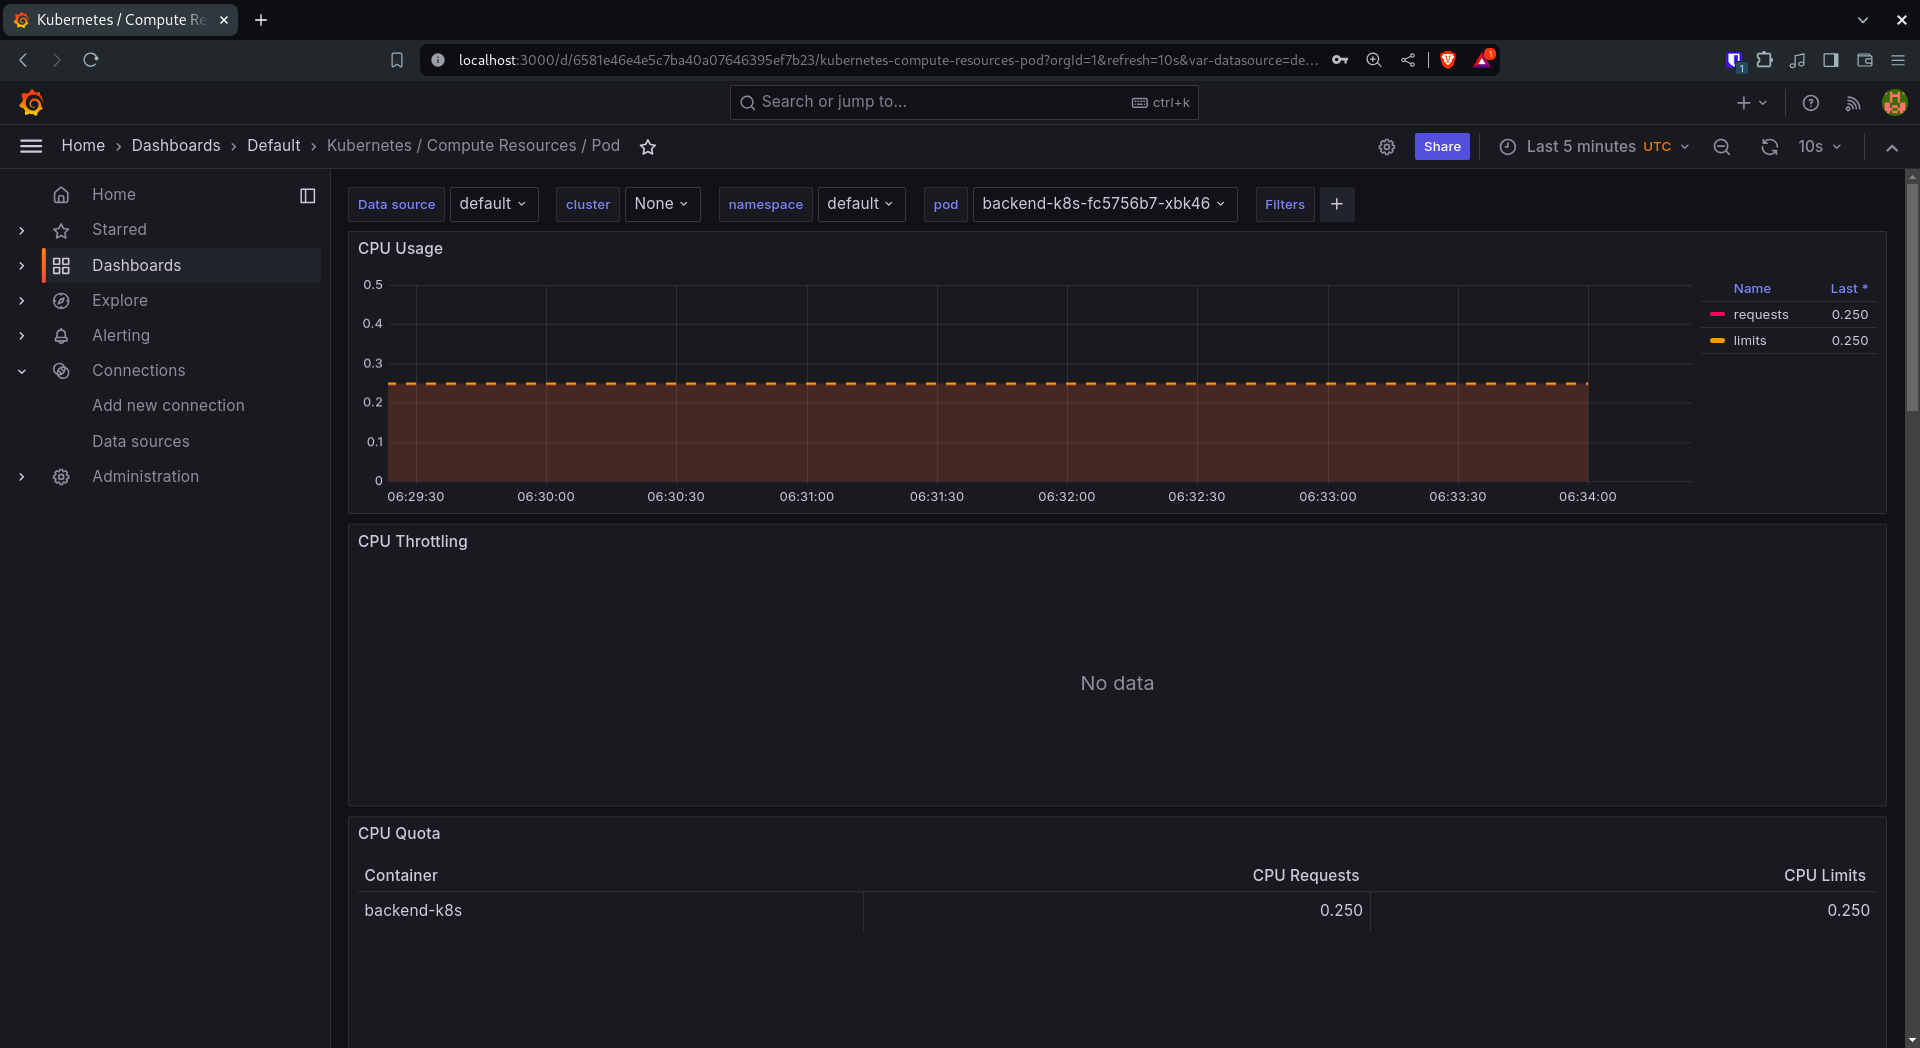 Kubernetes / Compute Re
localhost:3000/d/6581e46e4e5c7ba40a07646395ef7b23/kubernetes-compute-resources-pod?orgId=1&refresh=10s&var-datasource=de...
1
1
Search or jump to...
ctrl+k
Home › Dashboards › Default › Kubernetes / Compute Resources / Pod
Share
Last 5 minutes UTC
10s
Home
Starred
Dashboards
Explore
Alerting
Connections
Add new connection
Data sources
Administration
Data source default
cluster None
namespace default
pod backend-k8s-fc5756b7-xbk46
Filters +
CPU Usage
0.5
0.4
0.3
0.2
0.1
0
06:29:30 06:30:00 06:30:30 06:31:00 06:31:30 06:32:00 06:32:30 06:33:00 06:33:30 06:34:00
Name Last *
requests 0.250
limits 0.250
CPU Throttling
No data
CPU Quota
Container CPU Requests CPU Limits
backend-k8s 0.250 0.250